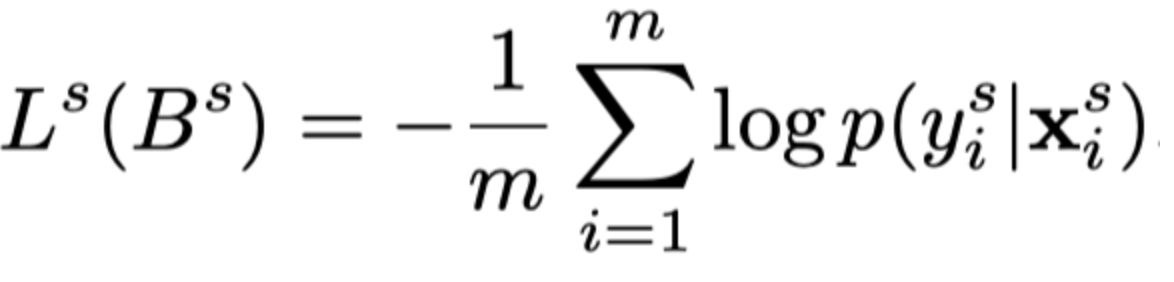 L^s(B^s) = -\frac{1}{m} \sum_{i=1}^{m} \log p(y_i^s|\mathbf{x}_i^s).